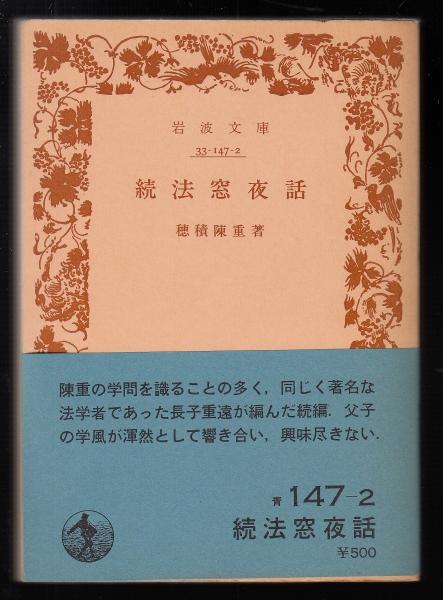 岩波文庫
33-147-2
続法窓夜話
穂積陳重著
陳重の学問を識ることの多く，同じく著名な
法学者であった長子重遠が編んだ続編．父子
の学風が渾然として響き合い，興味尽きない．
青 147-2
続法窓夜話
¥500